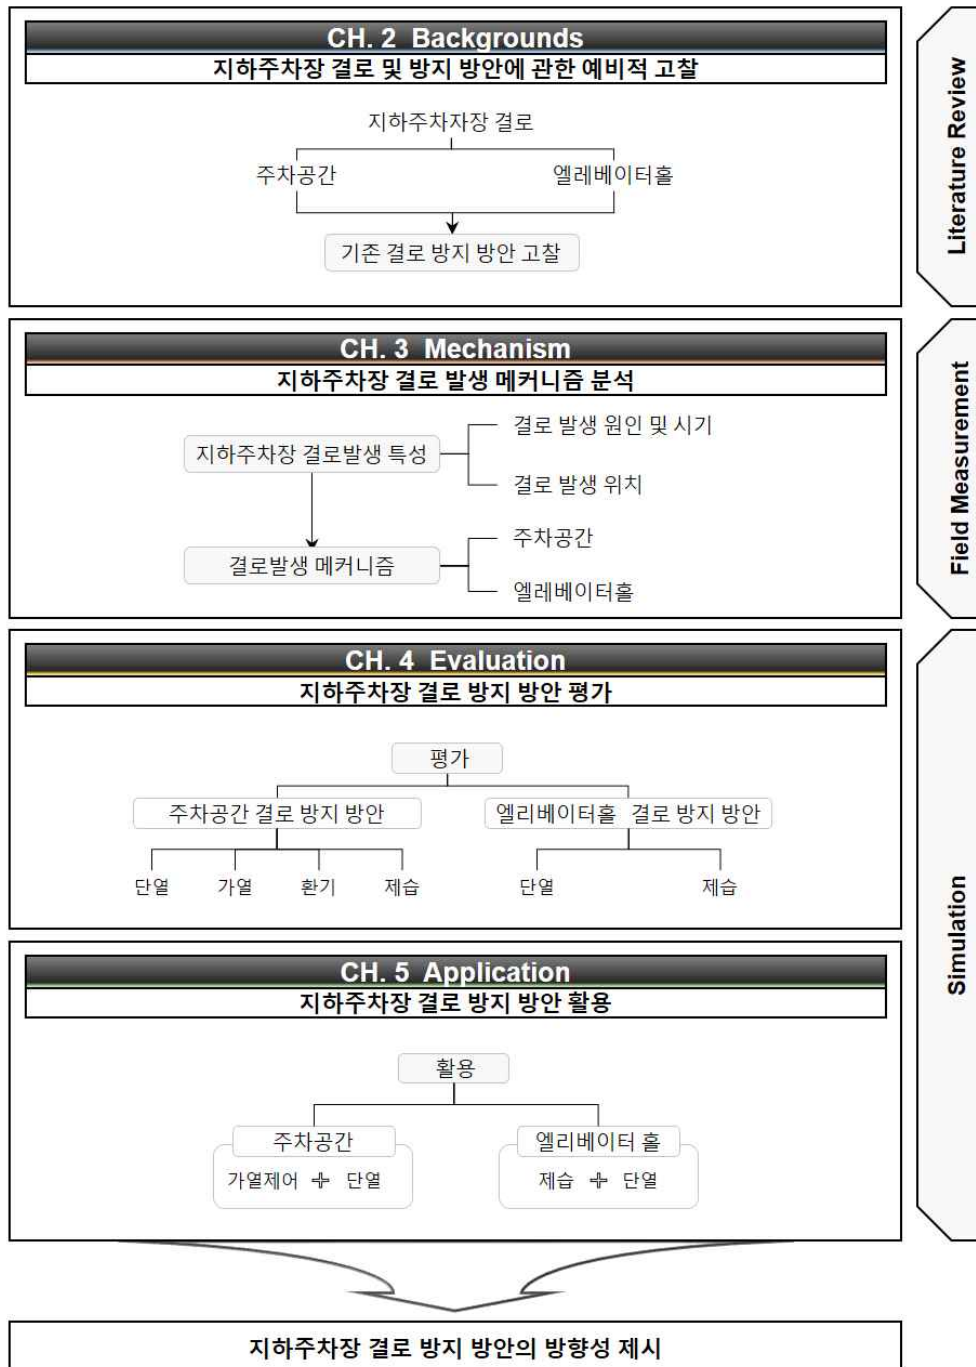 CH. 2 Backgrounds
지하주차장 결로 및 방지 방안에 관한 예비적 고찰
지하주차자장 결로
주차공간 엘레베이터홀
기존 결로 방지 방안 고찰
Literature Review
CH. 3 Mechanism
지하주차장 결로 발생 메커니즘 분석
결로 발생 원인 및 시기
지하주차장 결로발생 특성
결로 발생 위치
주차공간
결로발생 메커니즘
엘레베이터홀
Field Measurement
CH. 4 Evaluation
지하주차장 결로 방지 방안 평가
평가
주차공간 결로 방지 방안 엘리베이터홀 결로 방지 방안
단열 가열 환기 제습 단열 제습
CH. 5 Application
지하주차장 결로 방지 방안 활용
활용
주차공간 엘리베이터 홀
가열제어 + 단열 제습 + 단열
Simulation
지하주차장 결로 방지 방안의 방향성 제시